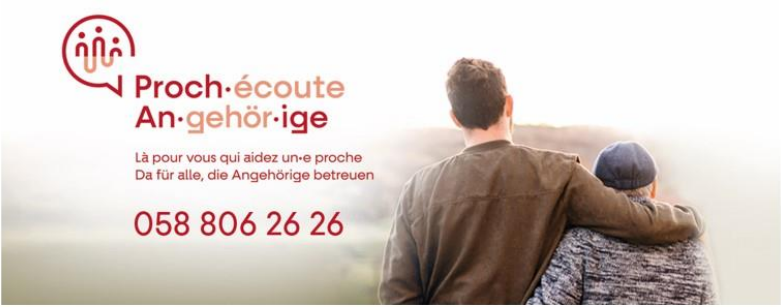 Proch·écoute
An·gehör·ige
Là pour vous qui aidez un·e proche
Da für alle, die Angehörige betreuen
058 806 26 26